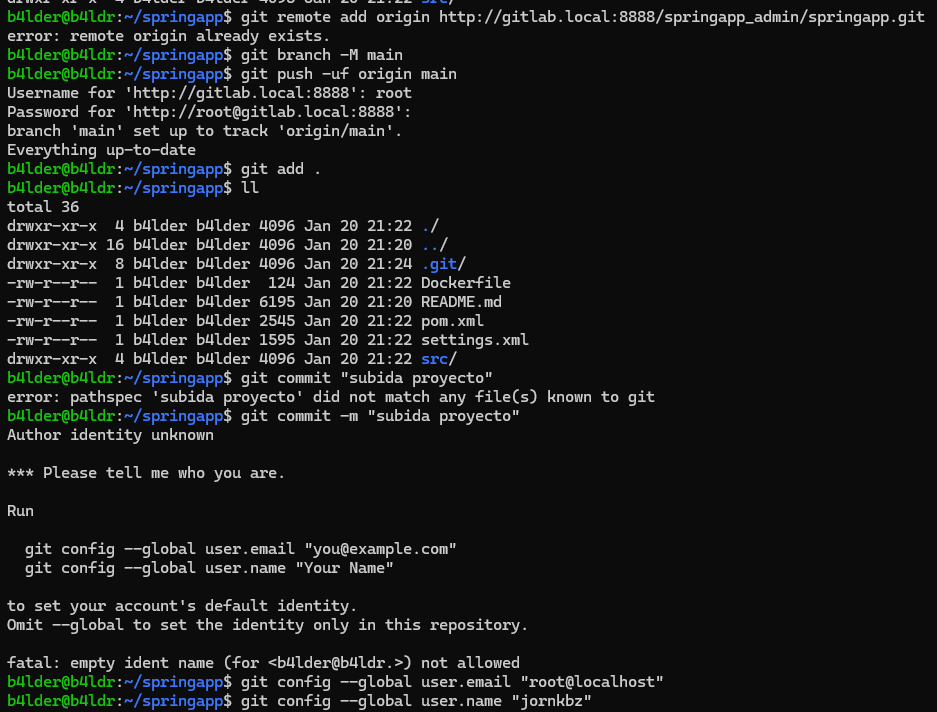 drwxr-xr-x 4 b4lder b4lder 4096 Jan 20 21:22 src/
b4lder@b4ldr:~/springapp$ git remote add origin http://gitlab.local:8888/springapp_admin/springapp.git
error: remote origin already exists.
b4lder@b4ldr:~/springapp$ git branch -M main
b4lder@b4ldr:~/springapp$ git push -uf origin main
Username for 'http://gitlab.local:8888': root
Password for 'http://root@gitlab.local:8888':
branch 'main' set up to track 'origin/main'.
Everything up-to-date
b4lder@b4ldr:~/springapp$ git add .
b4lder@b4ldr:~/springapp$ ll
total 36
drwxr-xr-x  4 b4lder b4lder 4096 Jan 20 21:22 ./
drwxr-xr-x 16 b4lder b4lder 4096 Jan 20 21:20 ../
drwxr-xr-x  8 b4lder b4lder 4096 Jan 20 21:24 .git/
-rw-r--r--  1 b4lder b4lder  124 Jan 20 21:22 Dockerfile
-rw-r--r--  1 b4lder b4lder 6195 Jan 20 21:20 README.md
-rw-r--r--  1 b4lder b4lder 2545 Jan 20 21:22 pom.xml
-rw-r--r--  1 b4lder b4lder 1595 Jan 20 21:22 settings.xml
drwxr-xr-x  4 b4lder b4lder 4096 Jan 20 21:22 src/
b4lder@b4ldr:~/springapp$ git commit "subida proyecto"
error: pathspec 'subida proyecto' did not match any file(s) known to git
b4lder@b4ldr:~/springapp$ git commit -m "subida proyecto"
Author identity unknown
*** Please tell me who you are.
Run
  git config --global user.email "you@example.com"
  git config --global user.name "Your Name"
to set your account's default identity.
Omit --global to set the identity only in this repository.
fatal: empty ident name (for <b4lder@b4ldr.>) not allowed
b4lder@b4ldr:~/springapp$ git config --global user.email "root@localhost"
b4lder@b4ldr:~/springapp$ git config --global user.name "jornkbz"